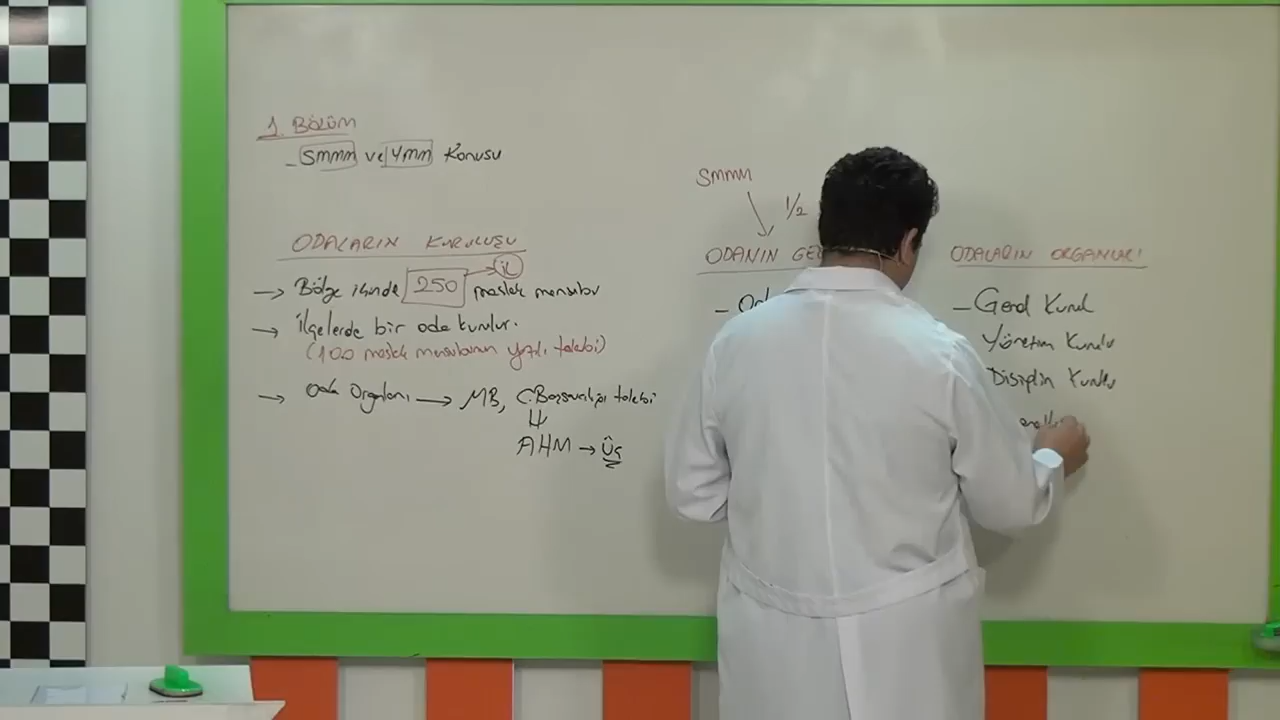 1. BÖLÜM
- SMMM ve YMM Konusu
ODALARIN KURULUŞU
→ Bölge içinde 250 → İL meslek mensubu
→ İlçelerde bir oda kurulur.
(100 meslek mensubunun yazılı talebi)
→ Oda Organları → MB, C.Başsavcılığı talebi
AHM → Üç
SMMM
1/2
ODANIN
ODALARIN ORGANLARI
- Genel Kurul
Yönetim Kurulu
Disiplin Kurulu